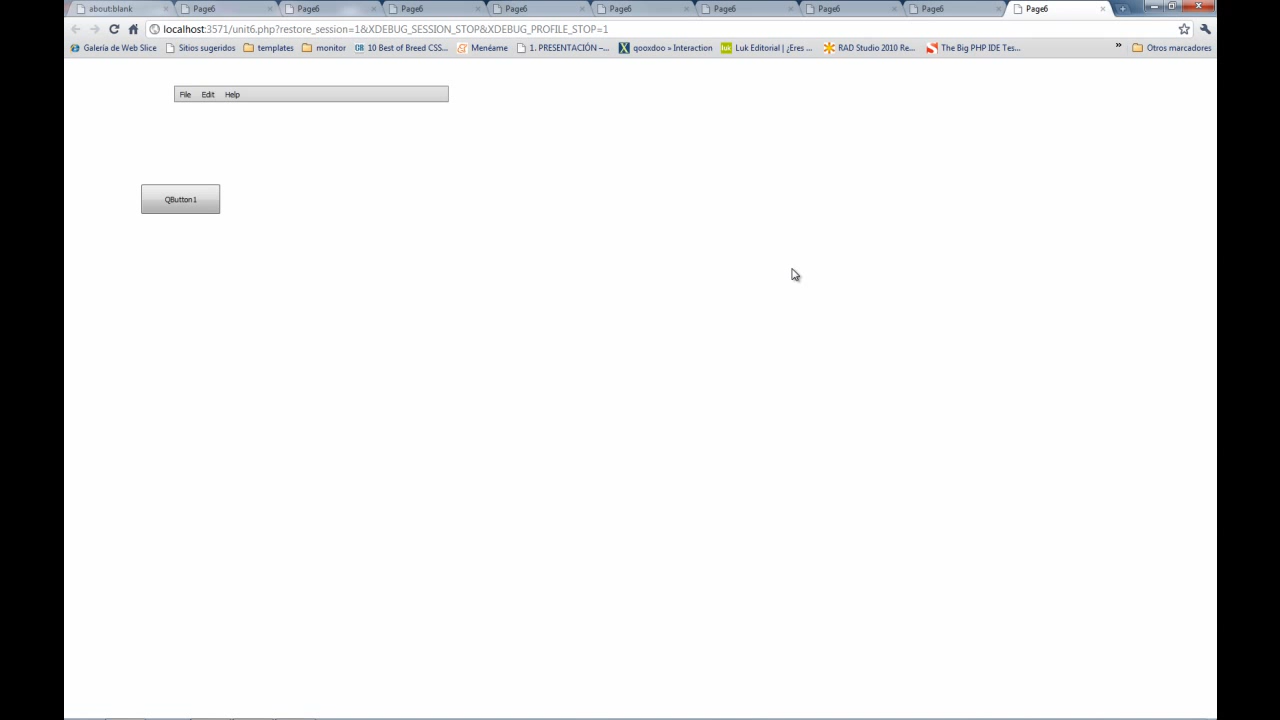 about:blank Page6 Page6 Page6 Page6 Page6 Page6 Page6 Page6 Page6
localhost:3571/unit6.php?restore_session=1&XDEBUG_SESSION_STOP&XDEBUG_PROFILE_STOP=1
Galería de Web Slice Sitios sugeridos templates monitor GR 10 Best of Breed CSS... Menéame 1. PRESENTACIÓN –... qooxdoo » Interaction luk Luk Editorial | ¿Eres ... RAD Studio 2010 Re... The Big PHP IDE Tes... » Otros marcadores
File Edit Help
QButton1